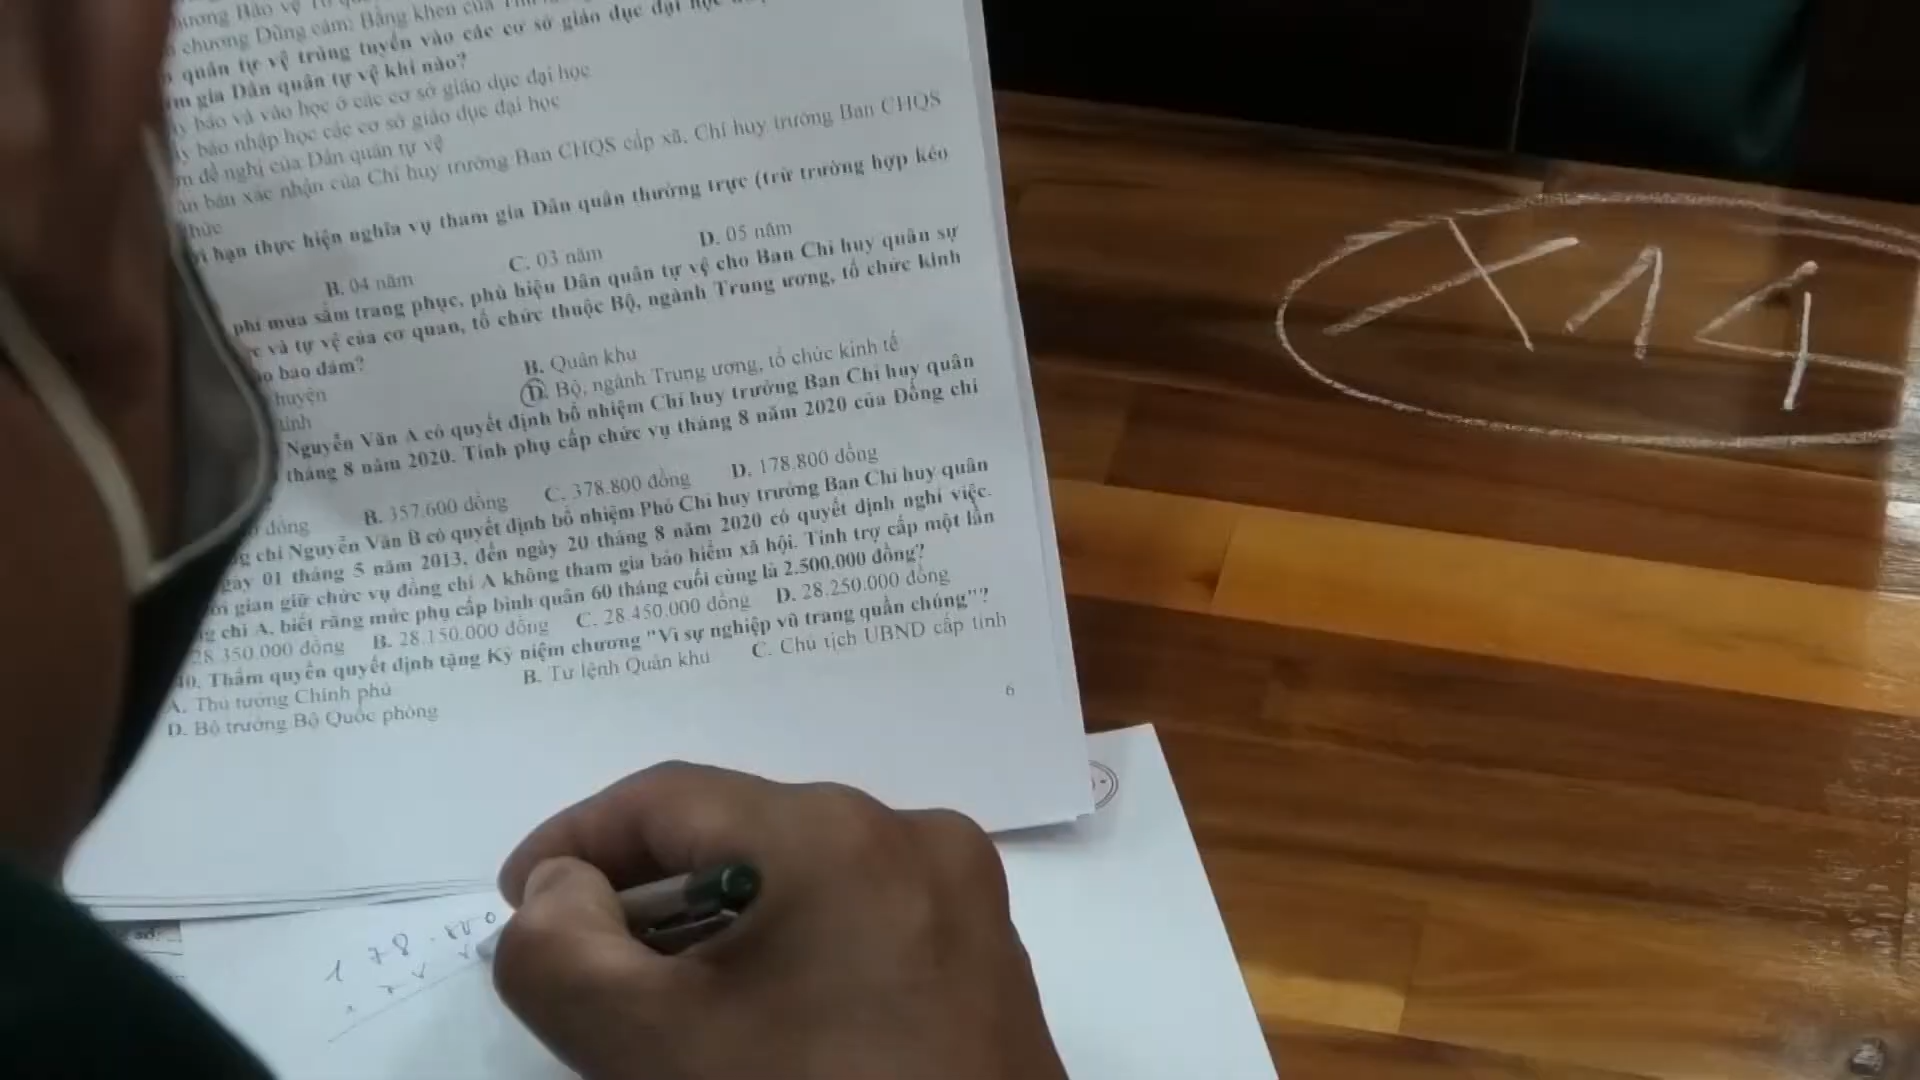 chương Dũng cảm; Bằng khen của
quân tự vệ trúng tuyển vào các cơ sở giáo dục đại học
gia Dân quân tự vệ khi nào?
báo và vào học ở các cơ sở giáo dục đại học
báo nhập học các cơ sở giáo dục đại học
đề nghị của Dân quân tự vệ
bản xác nhận của Chỉ huy trưởng Ban CHQS cấp xã, Chỉ huy trưởng Ban CHQS
hạn thực hiện nghĩa vụ tham gia Dân quân thường trực (trừ trường hợp kéo
B. 04 năm C. 03 năm D. 05 năm
phí mua sắm trang phục, phù hiệu Dân quân tự vệ cho Ban Chỉ huy quân sự
và tự vệ của cơ quan, tổ chức thuộc Bộ, ngành Trung ương, tổ chức kinh
bảo đảm?
huyện B. Quân khu
tỉnh D. Bộ, ngành Trung ương, tổ chức kinh tế
Nguyễn Văn A có quyết định bổ nhiệm Chỉ huy trưởng Ban Chỉ huy quân
tháng 8 năm 2020. Tính phụ cấp chức vụ tháng 8 năm 2020 của Đồng chí
đồng B. 357.600 đồng C. 378.800 đồng D. 178.800 đồng
chí Nguyễn Văn B có quyết định bổ nhiệm Phó Chỉ huy trưởng Ban Chỉ huy quân
01 tháng 5 năm 2013, đến ngày 20 tháng 8 năm 2020 có quyết định nghỉ việc.
gian giữ chức vụ đồng chí A không tham gia bảo hiểm xã hội. Tính trợ cấp một lần
chí A, biết rằng mức phụ cấp bình quân 60 tháng cuối cùng là 2.500.000 đồng?
28.350.000 đồng B. 28.150.000 đồng C. 28.450.000 đồng D. 28.250.000 đồng
40. Thẩm quyền quyết định tặng Kỷ niệm chương "Vì sự nghiệp vũ trang quần chúng"?
A. Thủ tướng Chính phủ B. Tư lệnh Quân khu C. Chủ tịch UBND cấp tỉnh
D. Bộ trưởng Bộ Quốc phòng
6
X14